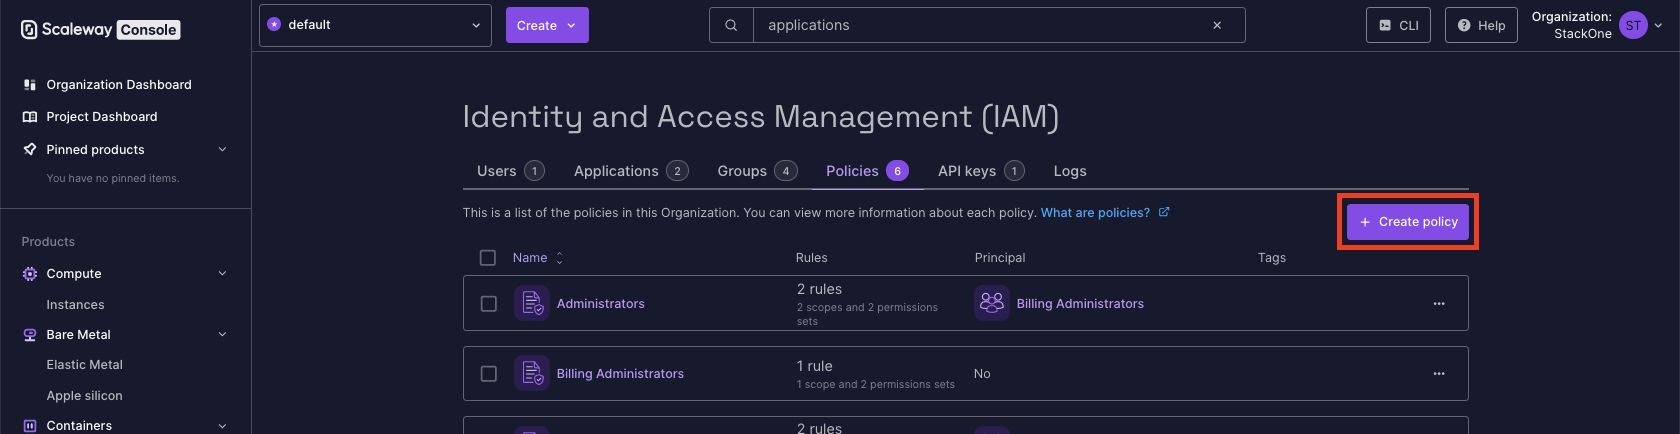 Scaleway Console
default
Create
applications
CLI
Help
Organization:
StackOne
ST
Organization Dashboard
Project Dashboard
Pinned products
You have no pinned items.
Products
Compute
Instances
Bare Metal
Elastic Metal
Apple silicon
Containers
Identity and Access Management (IAM)
Users 1
Applications 2
Groups 4
Policies 6
API keys 1
Logs
This is a list of the policies in this Organization. You can view more information about each policy. What are policies?
+ Create policy
Name
Rules
Principal
Tags
Administrators
2 rules
2 scopes and 2 permissions
sets
Billing Administrators
Billing Administrators
1 rule
1 scope and 2 permissions sets
No
2 rules